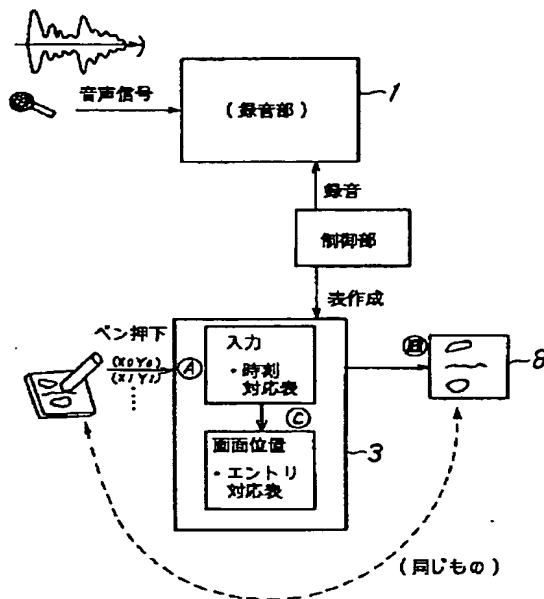 音声信号
(録音部)
1
録音
制御部
表作成
ペン押下
(X0Y0)
(X1Y1)
Ⓐ
入力
・時刻
対応表
Ⓒ
画面位置
・エントリ
対応表
3
Ⓑ
8
(同じもの)